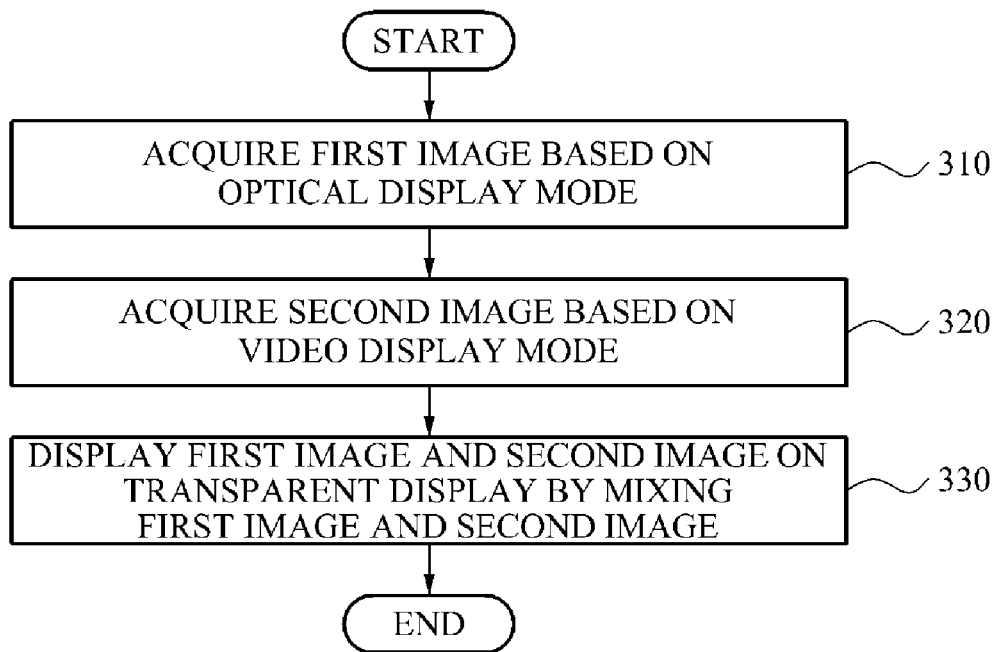 START
ACQUIRE FIRST IMAGE BASED ON
OPTICAL DISPLAY MODE
310
ACQUIRE SECOND IMAGE BASED ON
VIDEO DISPLAY MODE
320
DISPLAY FIRST IMAGE AND SECOND IMAGE ON
TRANSPARENT DISPLAY BY MIXING
FIRST IMAGE AND SECOND IMAGE
330
END